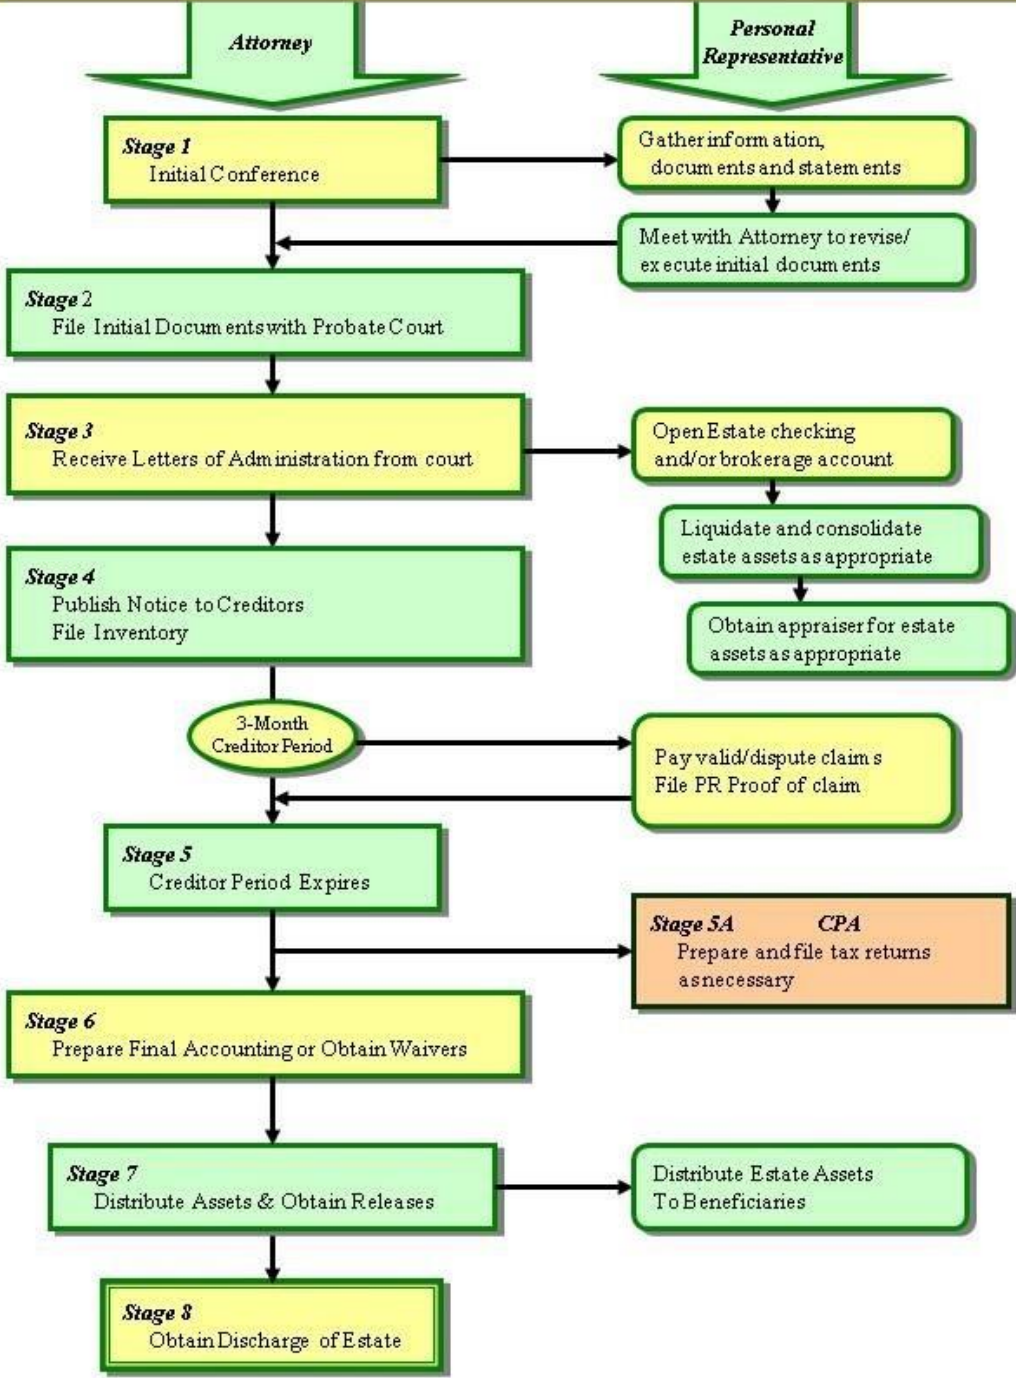 Attorney
Personal
Representative
Stage 1
Initial Conference
Gather information,
documents and statements
Meet with Attorney to revise/
execute initial documents
Stage 2
File Initial Documents with Probate Court
Stage 3
Receive Letters of Administration from court
Open Estate checking
and/or brokerage account
Liquidate and consolidate
estate assets as appropriate
Stage 4
Publish Notice to Creditors
File Inventory
Obtain appraiser for estate
assets as appropriate
3-Month
Creditor Period
Pay valid/dispute claims
File PR Proof of claim
Stage 5
Creditor Period Expires
Stage 5A CPA
Prepare and file tax returns
as necessary
Stage 6
Prepare Final Accounting or Obtain Waivers
Stage 7
Distribute Assets & Obtain Releases
Distribute Estate Assets
To Beneficiaries
Stage 8
Obtain Discharge of Estate